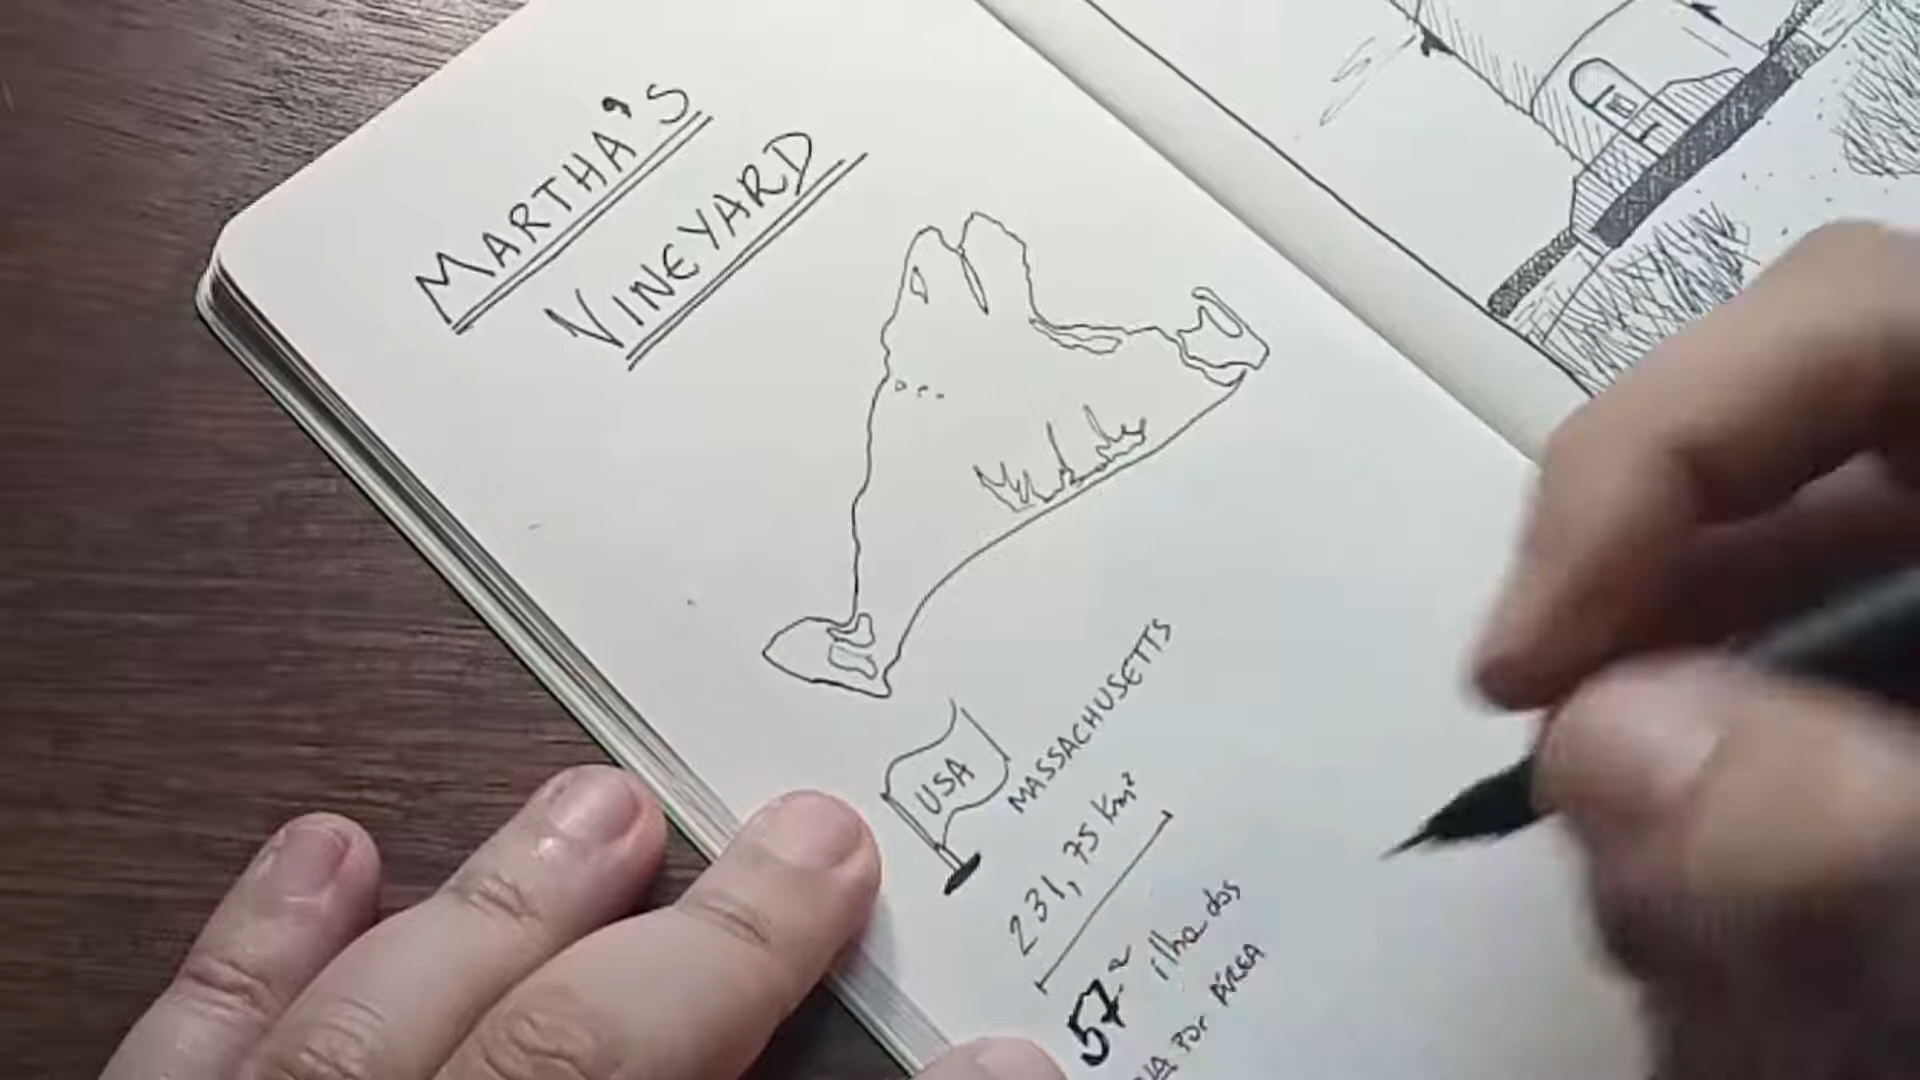 MARTHA'S
VINEYARD
USA
MASSACHUSETTS
231,75 Km²
57ª ilha dos
POR ÁREA